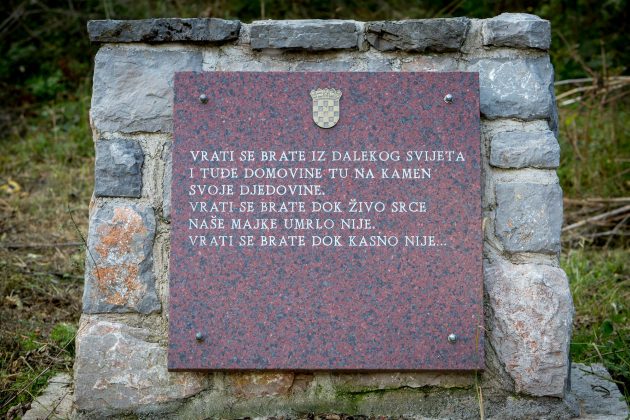 VRATI SE BRATE IZ DALEKOG SVIJETA
I TUĐE DOMOVINE TU NA KAMEN
SVOJE DJEDOVINE.
VRATI SE BRATE DOK ŽIVO SRCE
NAŠE MAJKE UMRLO NIJE.
VRATI SE BRATE DOK KASNO NIJE...